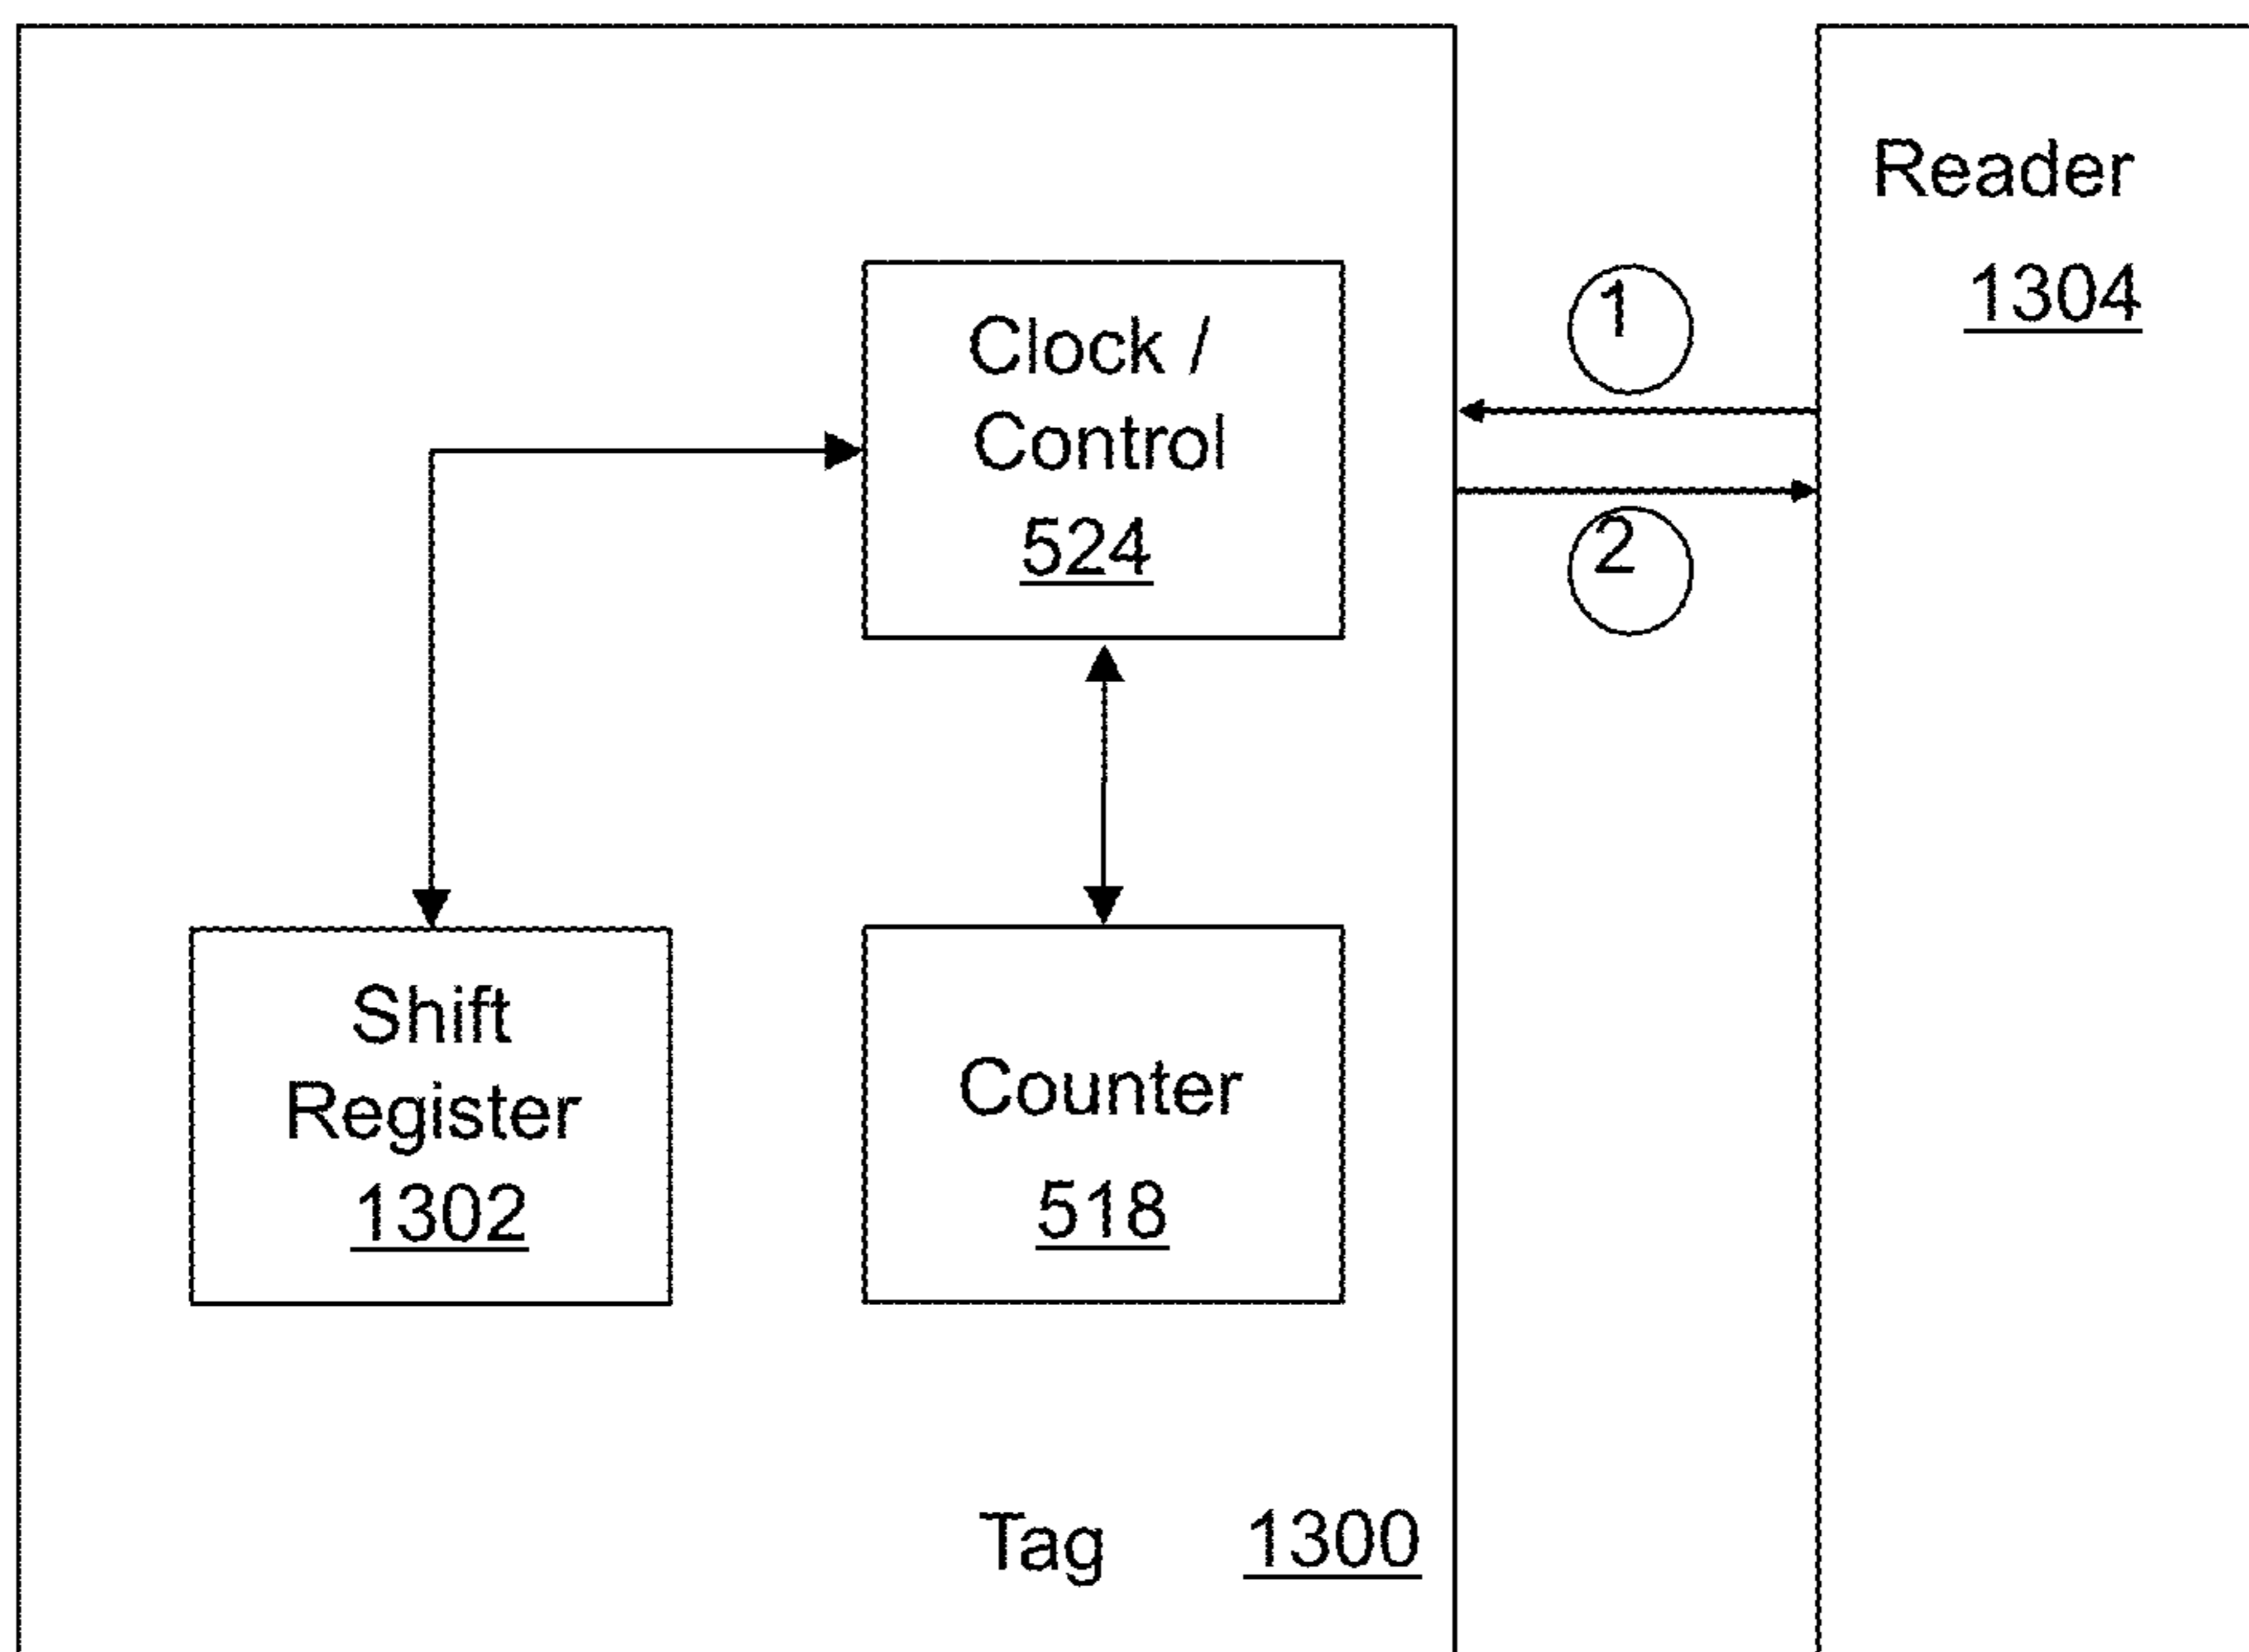 Clock /
Control
524
Shift
Register
1302
Counter
518
Tag 1300
1
2
Reader
1304